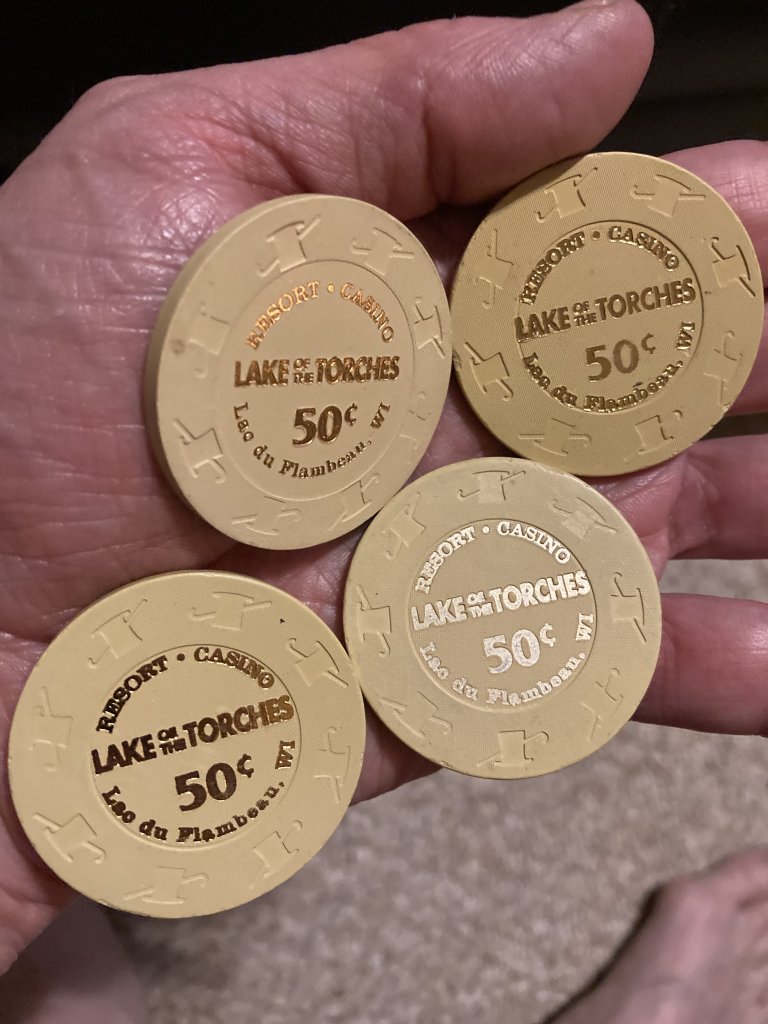 RESORT • CASINO
LAKE OF THE TORCHES
50¢
Lac du Flambeau, WI
RESORT • CASINO
LAKE OF THE TORCHES
50¢
Lac du Flambeau, WI
RESORT • CASINO
LAKE OF THE TORCHES
50¢
Lac du Flambeau, WI
RESORT • CASINO
LAKE OF THE TORCHES
50¢
Lac du Flambeau, WI